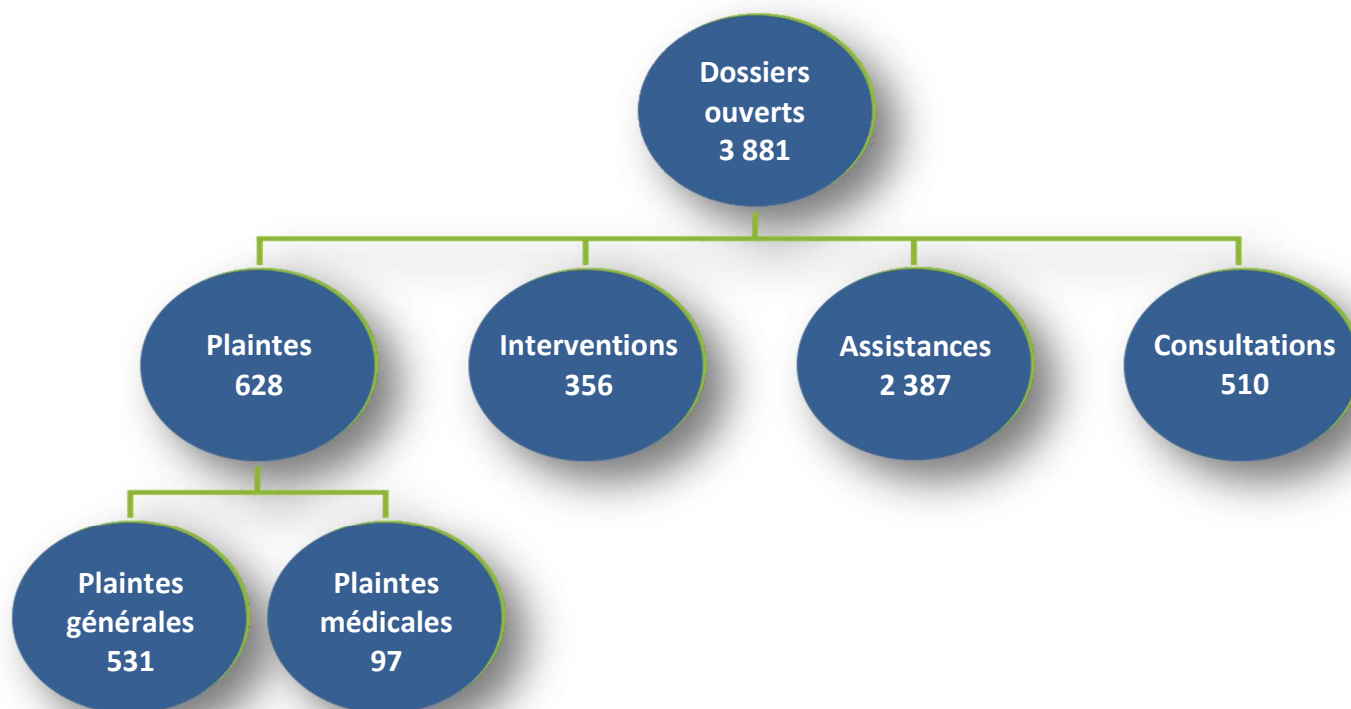 Dossiers
ouverts
3 881
Plaintes
628
Interventions
356
Assistances
2 387
Consultations
510
Plaintes
générales
531
Plaintes
médicales
97